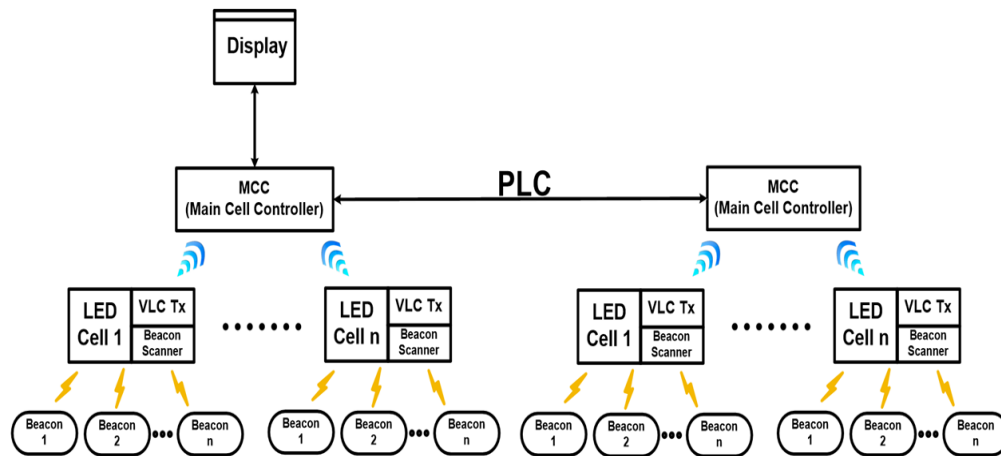 Display
MCC
(Main Cell Controller)
PLC
MCC
(Main Cell Controller)
LED
Cell 1
VLC Tx
Beacon
Scanner
LED
Cell n
VLC Tx
Beacon
Scanner
LED
Cell 1
VLC Tx
Beacon
Scanner
LED
Cell n
VLC Tx
Beacon
Scanner
Beacon
1
Beacon
2
Beacon
n
Beacon
1
Beacon
2
Beacon
n
Beacon
1
Beacon
2
Beacon
n
Beacon
1
Beacon
2
Beacon
n